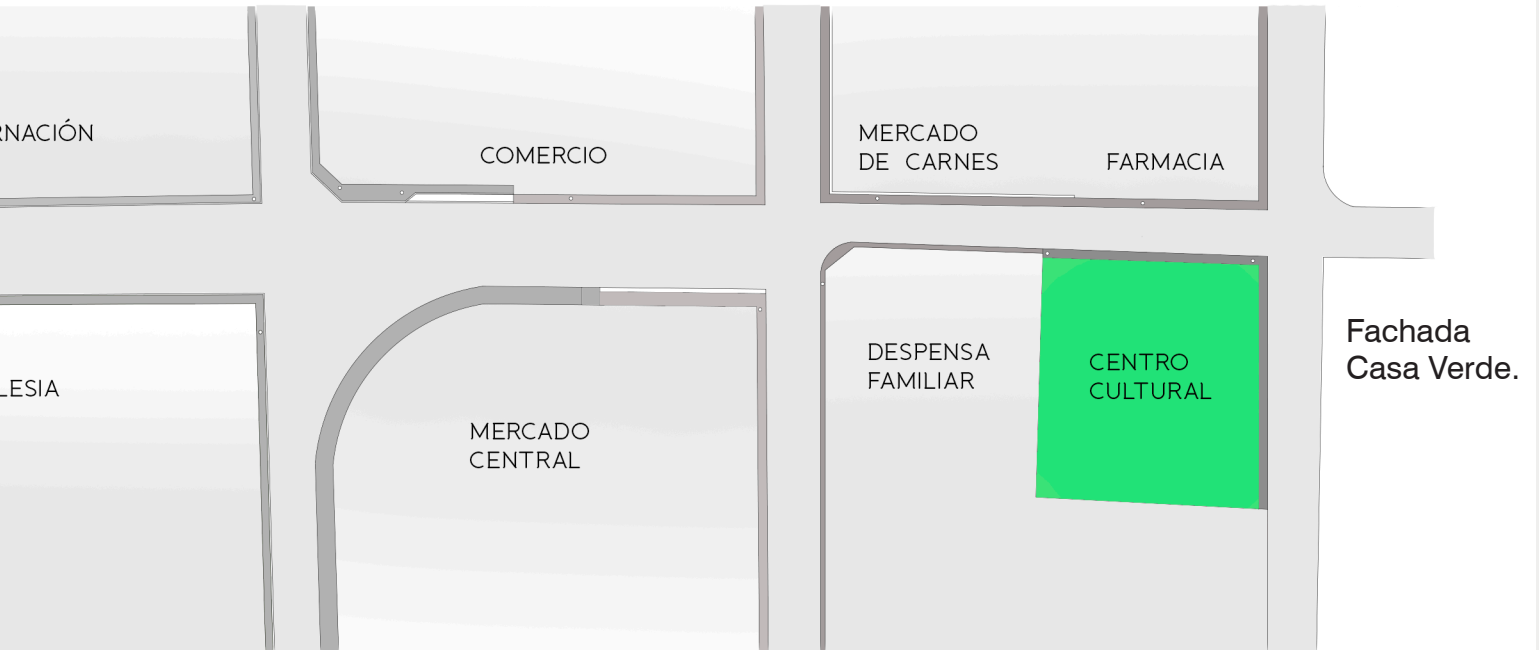 RNACIÓN
COMERCIO
MERCADO
DE CARNES
FARMACIA
LESIA
MERCADO
CENTRAL
DESPENSA
FAMILIAR
CENTRO
CULTURAL
Fachada
Casa Verde.